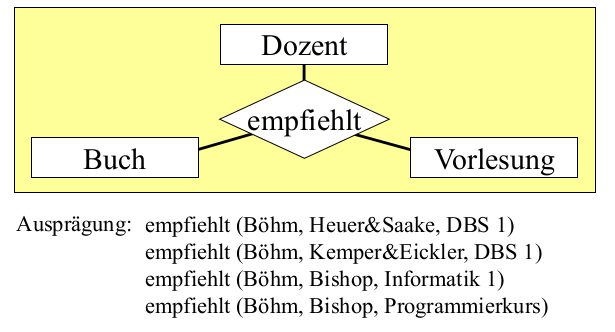 Dozent
empfiehlt
Buch
Vorlesung
Ausprägung: empfiehlt (Böhm, Heuer&Saake, DBS 1)
empfiehlt (Böhm, Kemper&Eickler, DBS 1)
empfiehlt (Böhm, Bishop, Informatik 1)
empfiehlt (Böhm, Bishop, Programmierkurs)